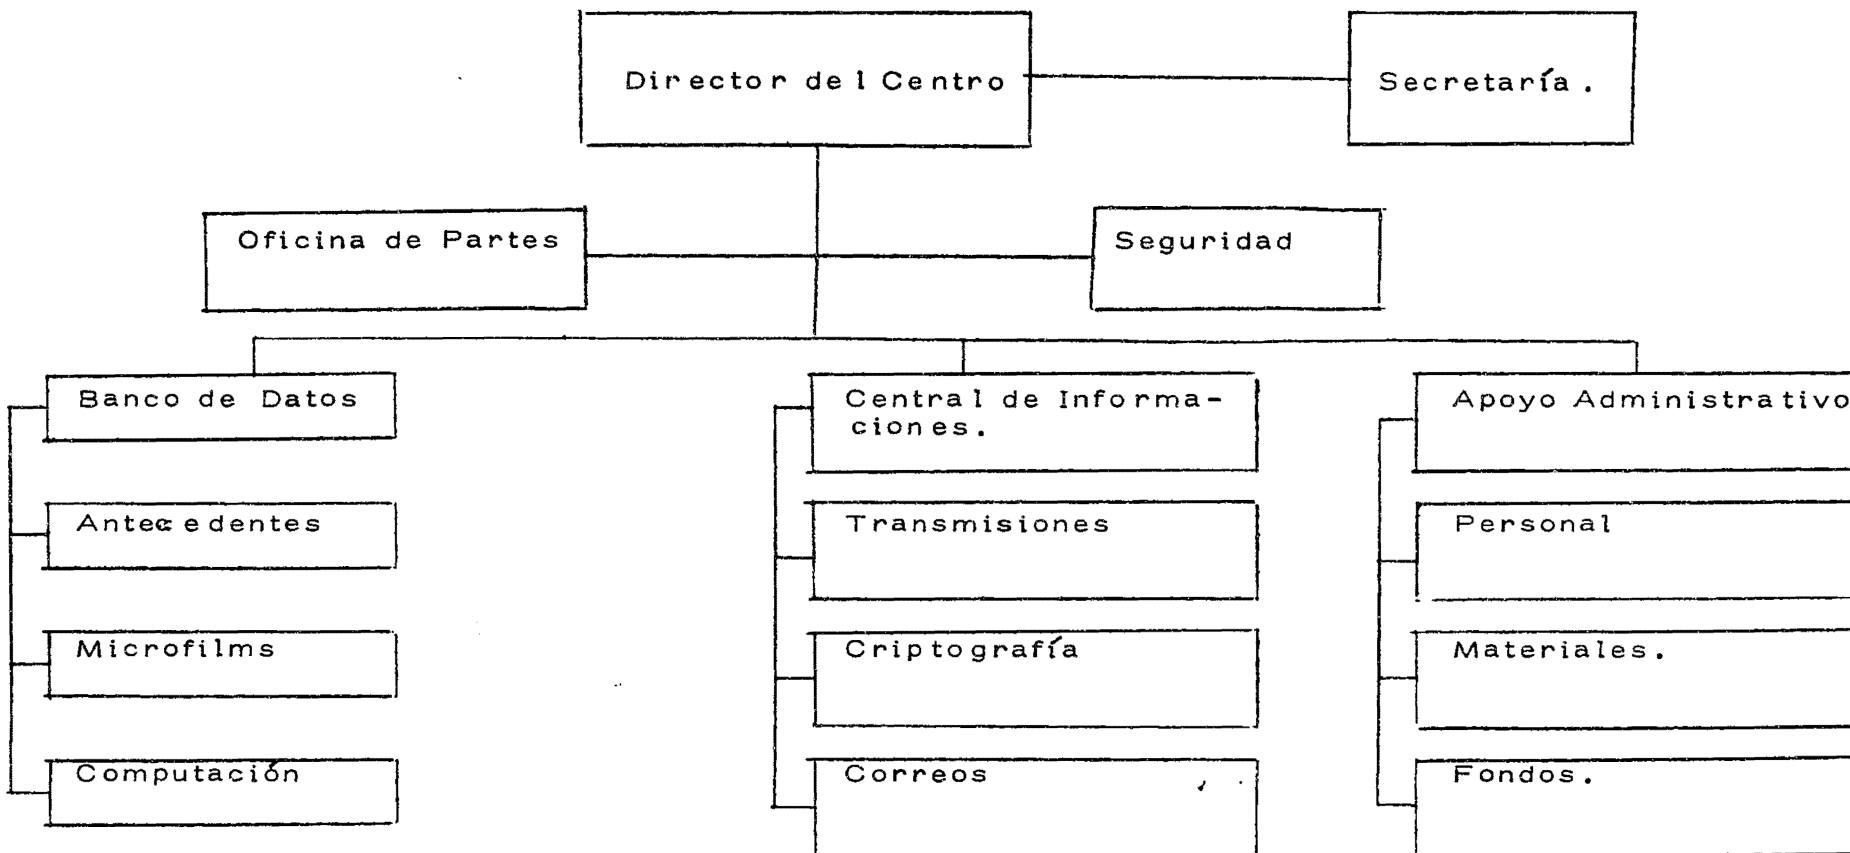 Director del Centro
Secretaría.
Oficina de Partes
Seguridad
Banco de Datos
Central de Informa-
ciones.
Apoyo Administrativo
Antecedentes
Transmisiones
Personal
Microfilms
Criptografía
Materiales.
Computación
Correos
Fondos.